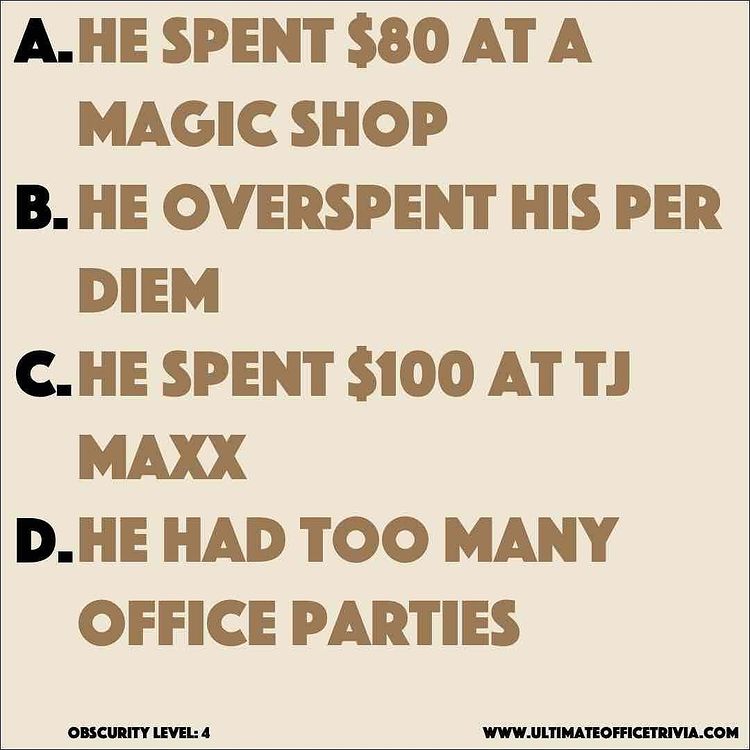 A. HE SPENT $80 AT A
MAGIC SHOP
B. HE OVERSPENT HIS PER
DIEM
C. HE SPENT $100 AT TJ
MAXX
D. HE HAD TOO MANY
OFFICE PARTIES
OBSCURITY LEVEL: 4
WWW.ULTIMATEOFFICETRIVIA.COM